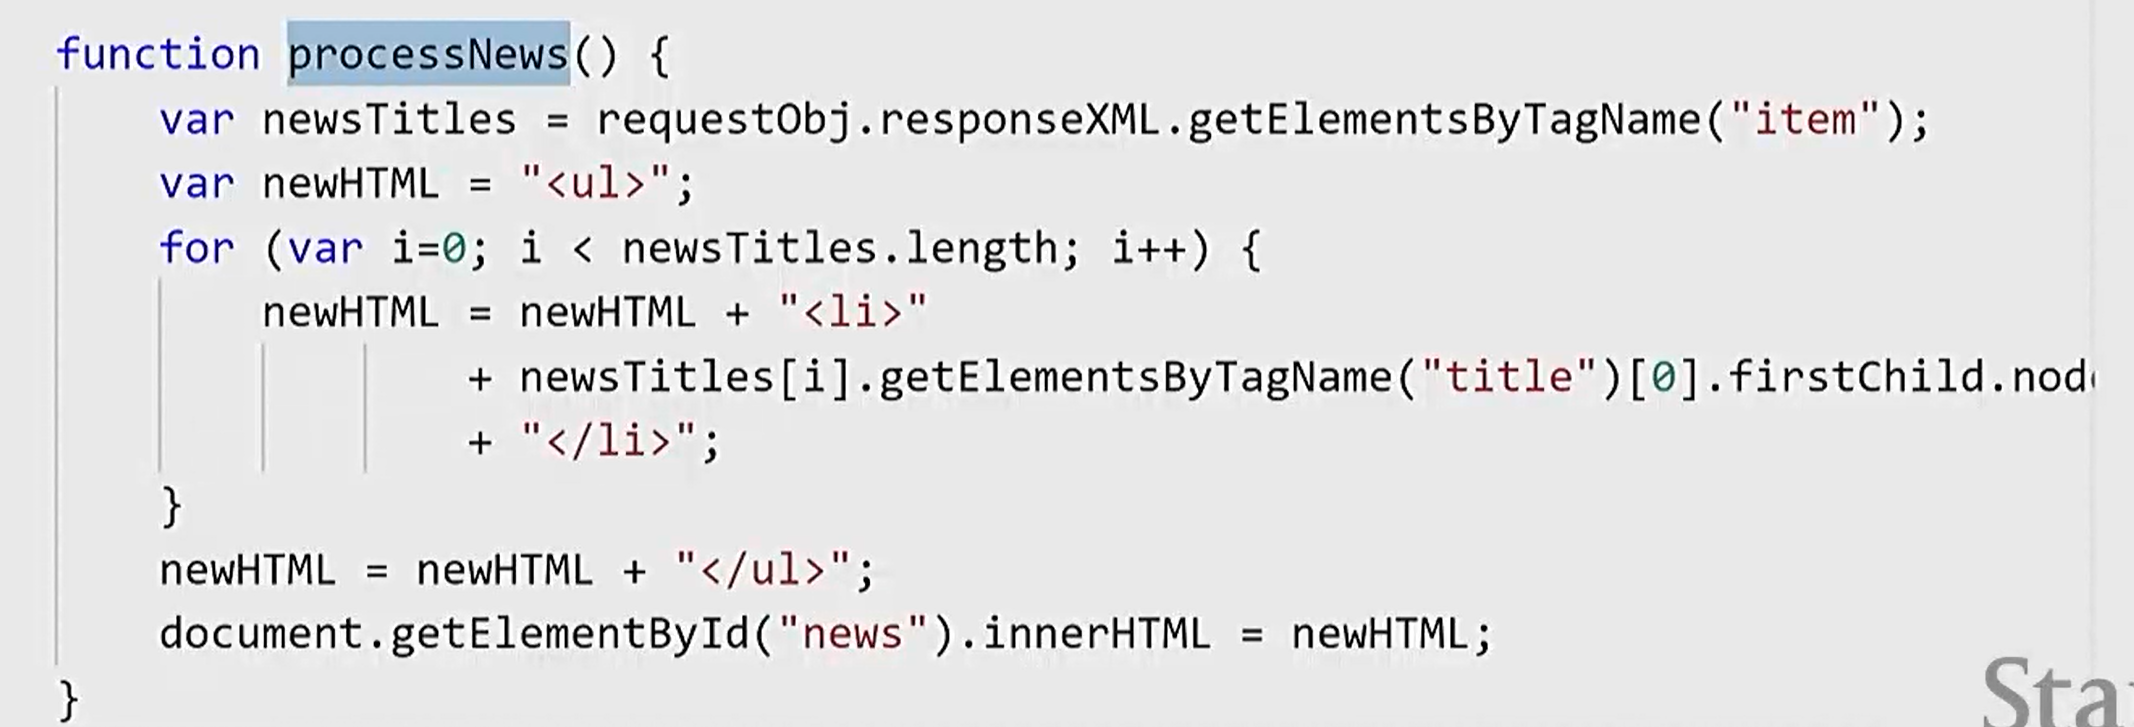 function processNews() {
var newsTitles = requestObj.responseXML.getElementsByTagName("item");
var newHTML = "<ul>";
for (var i=0; i < newsTitles.length; i++) {
newHTML = newHTML + "<li>"
+ newsTitles[i].getElementsByTagName("title")[0].firstChild.nod
+ "</li>";
}
newHTML = newHTML + "</ul>";
document.getElementById("news").innerHTML = newHTML;
}